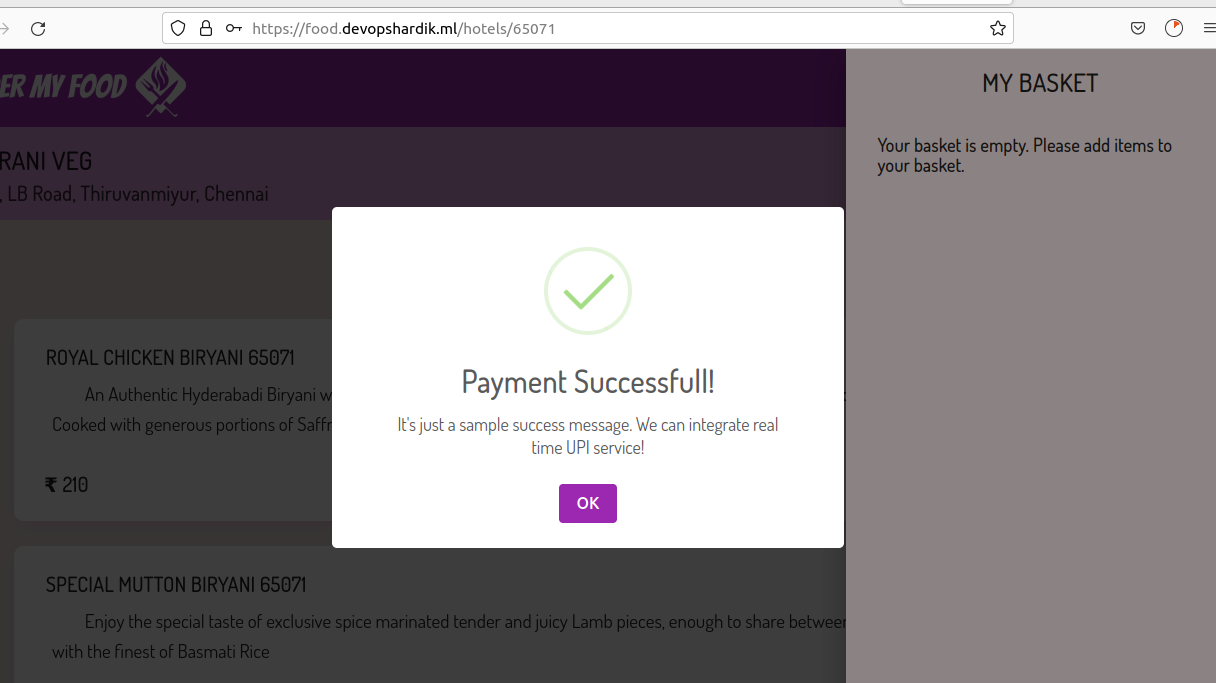 https://food.devopshardik.ml/hotels/65071
ER MY FOOD
MY BASKET
Your basket is empty. Please add items to
your basket.
RANI VEG
, LB Road, Thiruvanmiyur, Chennai
Payment Successfull!
It's just a sample success message. We can integrate real
time UPI service!
OK
ROYAL CHICKEN BIRYANI 65071
An Authentic Hyderabadi Biryani w
Cooked with generous portions of Saffr
₹ 210
SPECIAL MUTTON BIRYANI 65071
Enjoy the special taste of exclusive spice marinated tender and juicy Lamb pieces, enough to share between
with the finest of Basmati Rice